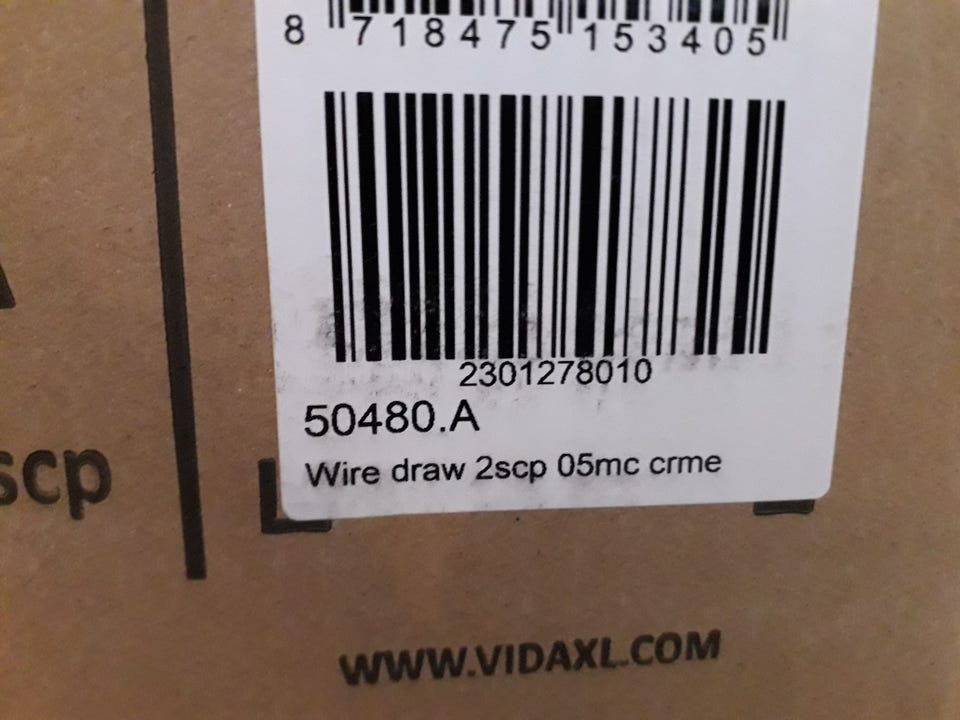 8 718475 153405
2301278010
50480.A
Wire draw 2scp 05mc crme
scp
WWW.VIDAXL.COM